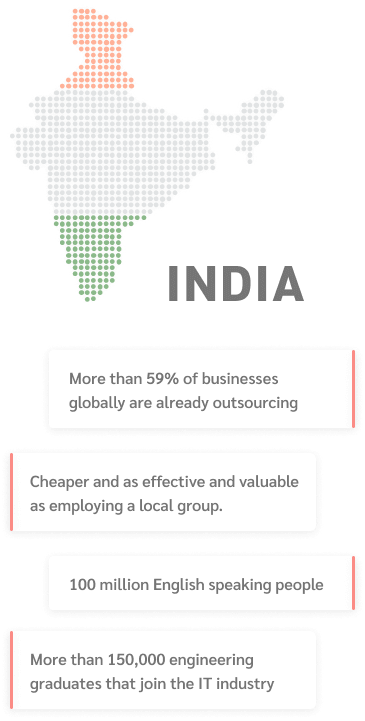 INDIA
More than 59% of businesses
globally are already outsourcing
Cheaper and as effective and valuable
as employing a local group.
100 million English speaking people
More than 150,000 engineering
graduates that join the IT industry